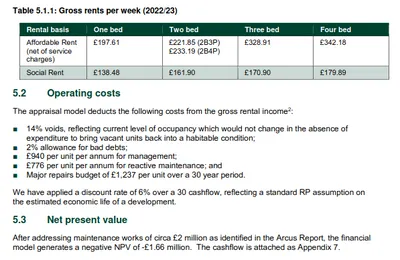 Table 5.1.1: Gross rents per week (2022/23)
Rental basis One bed Two bed Three bed Four bed
Affordable Rent £197.61 £221.85 (2B3P) £328.91 £342.18
(net of service £233.19 (2B4P)
charges)
Social Rent £138.48 £161.90 £170.90 £179.89
5.2 Operating costs
The appraisal model deducts the following costs from the gross rental income2:
■ 14% voids, reflecting current level of occupancy which would not change in the absence of
expenditure to bring vacant units back into a habitable condition;
■ 2% allowance for bad debts;
■ £940 per unit per annum for management;
■ £776 per unit per annum for reactive maintenance; and
■ Major repairs budget of £1,237 per unit over a 30 year period.
We have applied a discount rate of 6% over a 30 cashflow, reflecting a standard RP assumption on
the estimated economic life of a development.
5.3 Net present value
After addressing maintenance works of circa £2 million as identified in the Arcus Report, the financial
model generates a negative NPV of -£1.66 million. The cashflow is attached as Appendix 7.